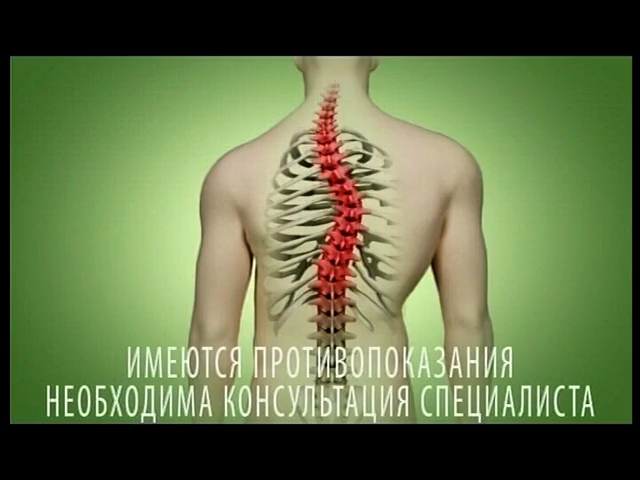 ИМЕЮТСЯ ПРОТИВОПОКАЗАНИЯ
НЕОБХОДИМА КОНСУЛЬТАЦИЯ СПЕЦИАЛИСТА